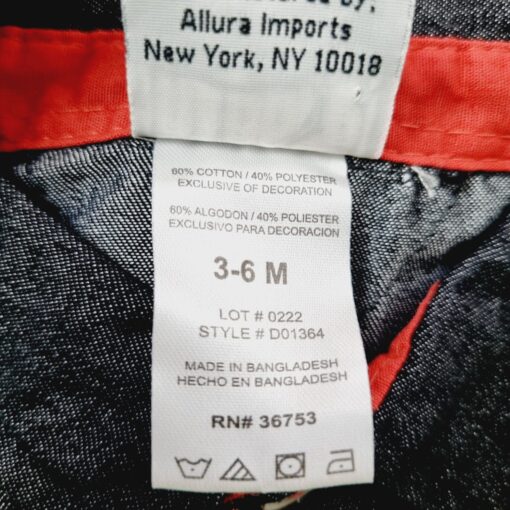 by:
Allura Imports
New York, NY 10018
60% COTTON / 40% POLYESTER
EXCLUSIVE OF DECORATION
60% ALGODON / 40% POLIESTER
EXCLUSIVO PARA DECORACION
3-6 M
LOT # 0222
STYLE # D01364
MADE IN BANGLADESH
HECHO EN BANGLADESH
RN# 36753